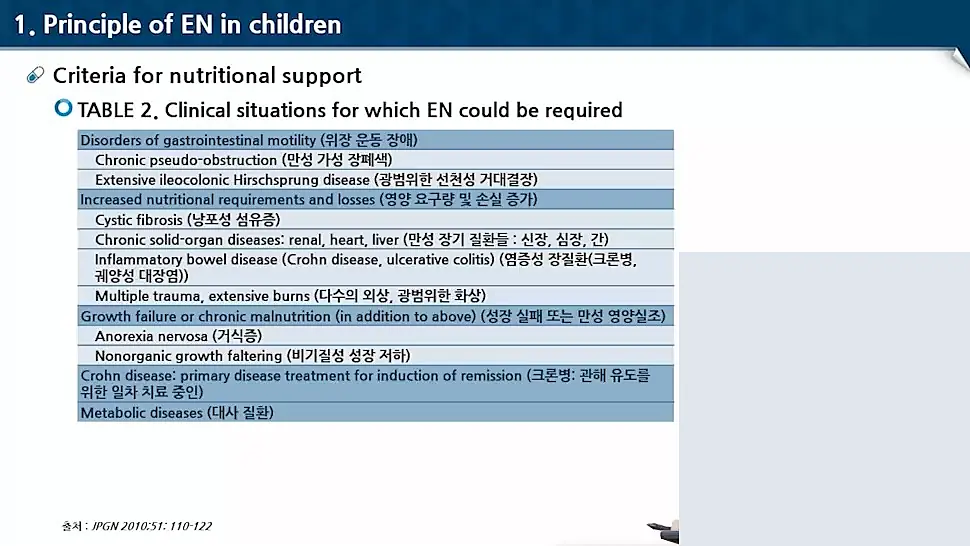 1. Principle of EN in children
Criteria for nutritional support
TABLE 2. Clinical situations for which EN could be required
Disorders of gastrointestinal motility (위장 운동 장애)
Chronic pseudo-obstruction (만성 가성 장폐색)
Extensive ileocolonic Hirschsprung disease (광범위한 선천성 거대결장)
Increased nutritional requirements and losses (영양 요구량 및 손실 증가)
Cystic fibrosis (낭포성 섬유증)
Chronic solid-organ diseases: renal, heart, liver (만성 장기 질환들 : 신장, 심장, 간)
Inflammatory bowel disease (Crohn disease, ulcerative colitis) (염증성 장질환(크론병,
궤양성 대장염))
Multiple trauma, extensive burns (다수의 외상, 광범위한 화상)
Growth failure or chronic malnutrition (in addition to above) (성장 실패 또는 만성 영양실조)
Anorexia nervosa (거식증)
Nonorganic growth faltering (비기질성 성장 저하)
Crohn disease: primary disease treatment for induction of remission (크론병: 관해 유도를
위한 일차 치료 중인)
Metabolic diseases (대사 질환)
출처 : JPGN 2010;51: 110-122